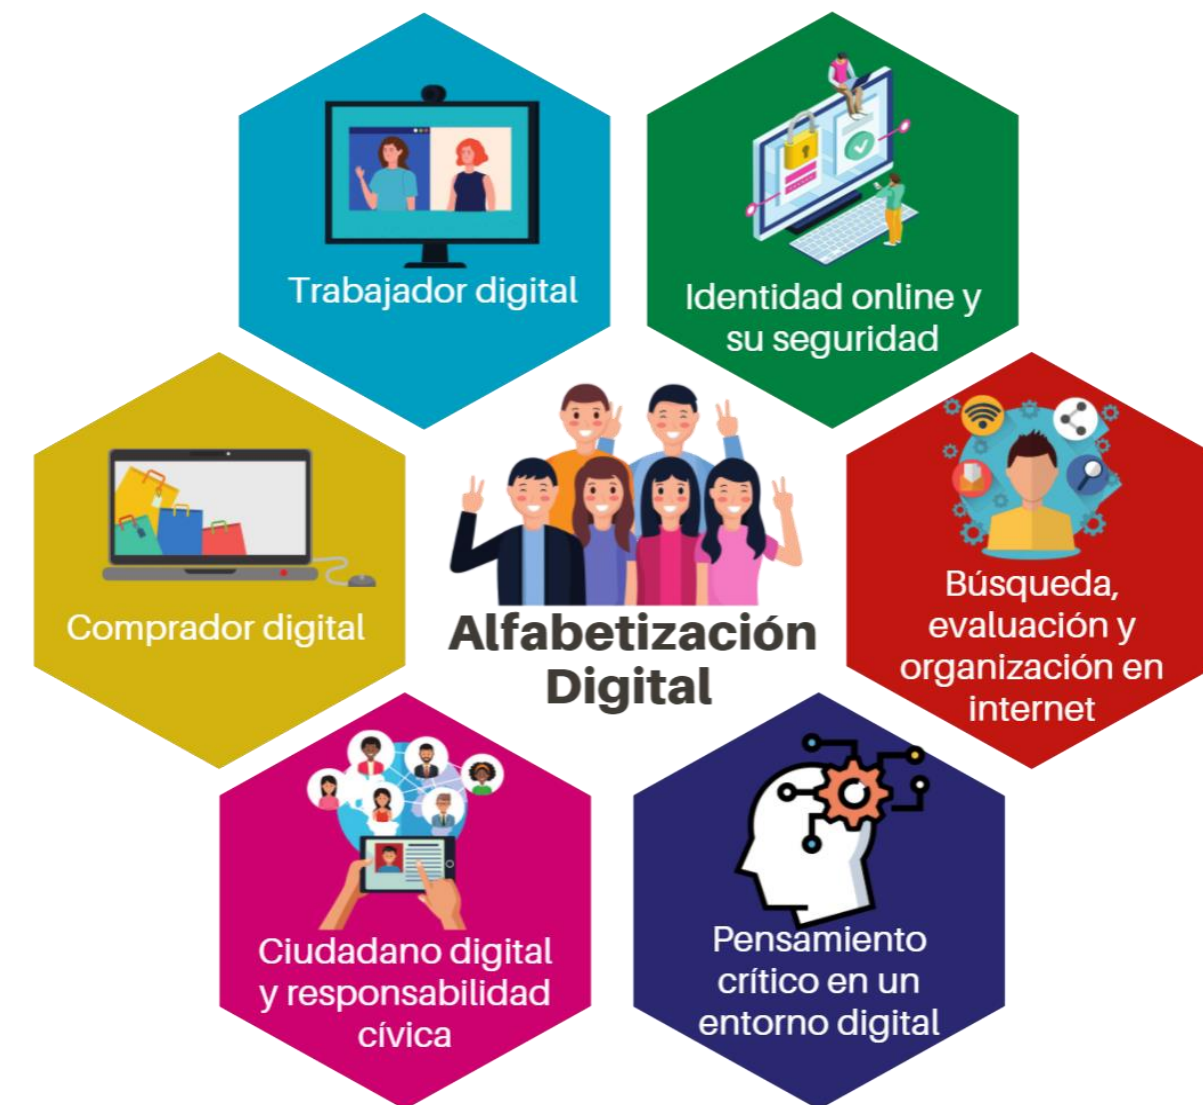 Trabajador digital
Identidad online y
su seguridad
Comprador digital
Alfabetización
Digital
Búsqueda,
evaluación y
organización en
internet
Ciudadano digital
y responsabilidad
cívica
Pensamiento
crítico en un
entorno digital